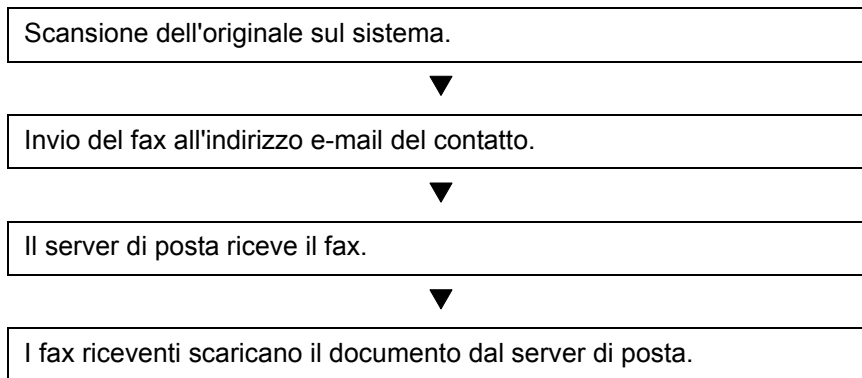 Scansione dell'originale sul sistema.
Invio del fax all'indirizzo e-mail del contatto.
Il server di posta riceve il fax.
I fax riceventi scaricano il documento dal server di posta.